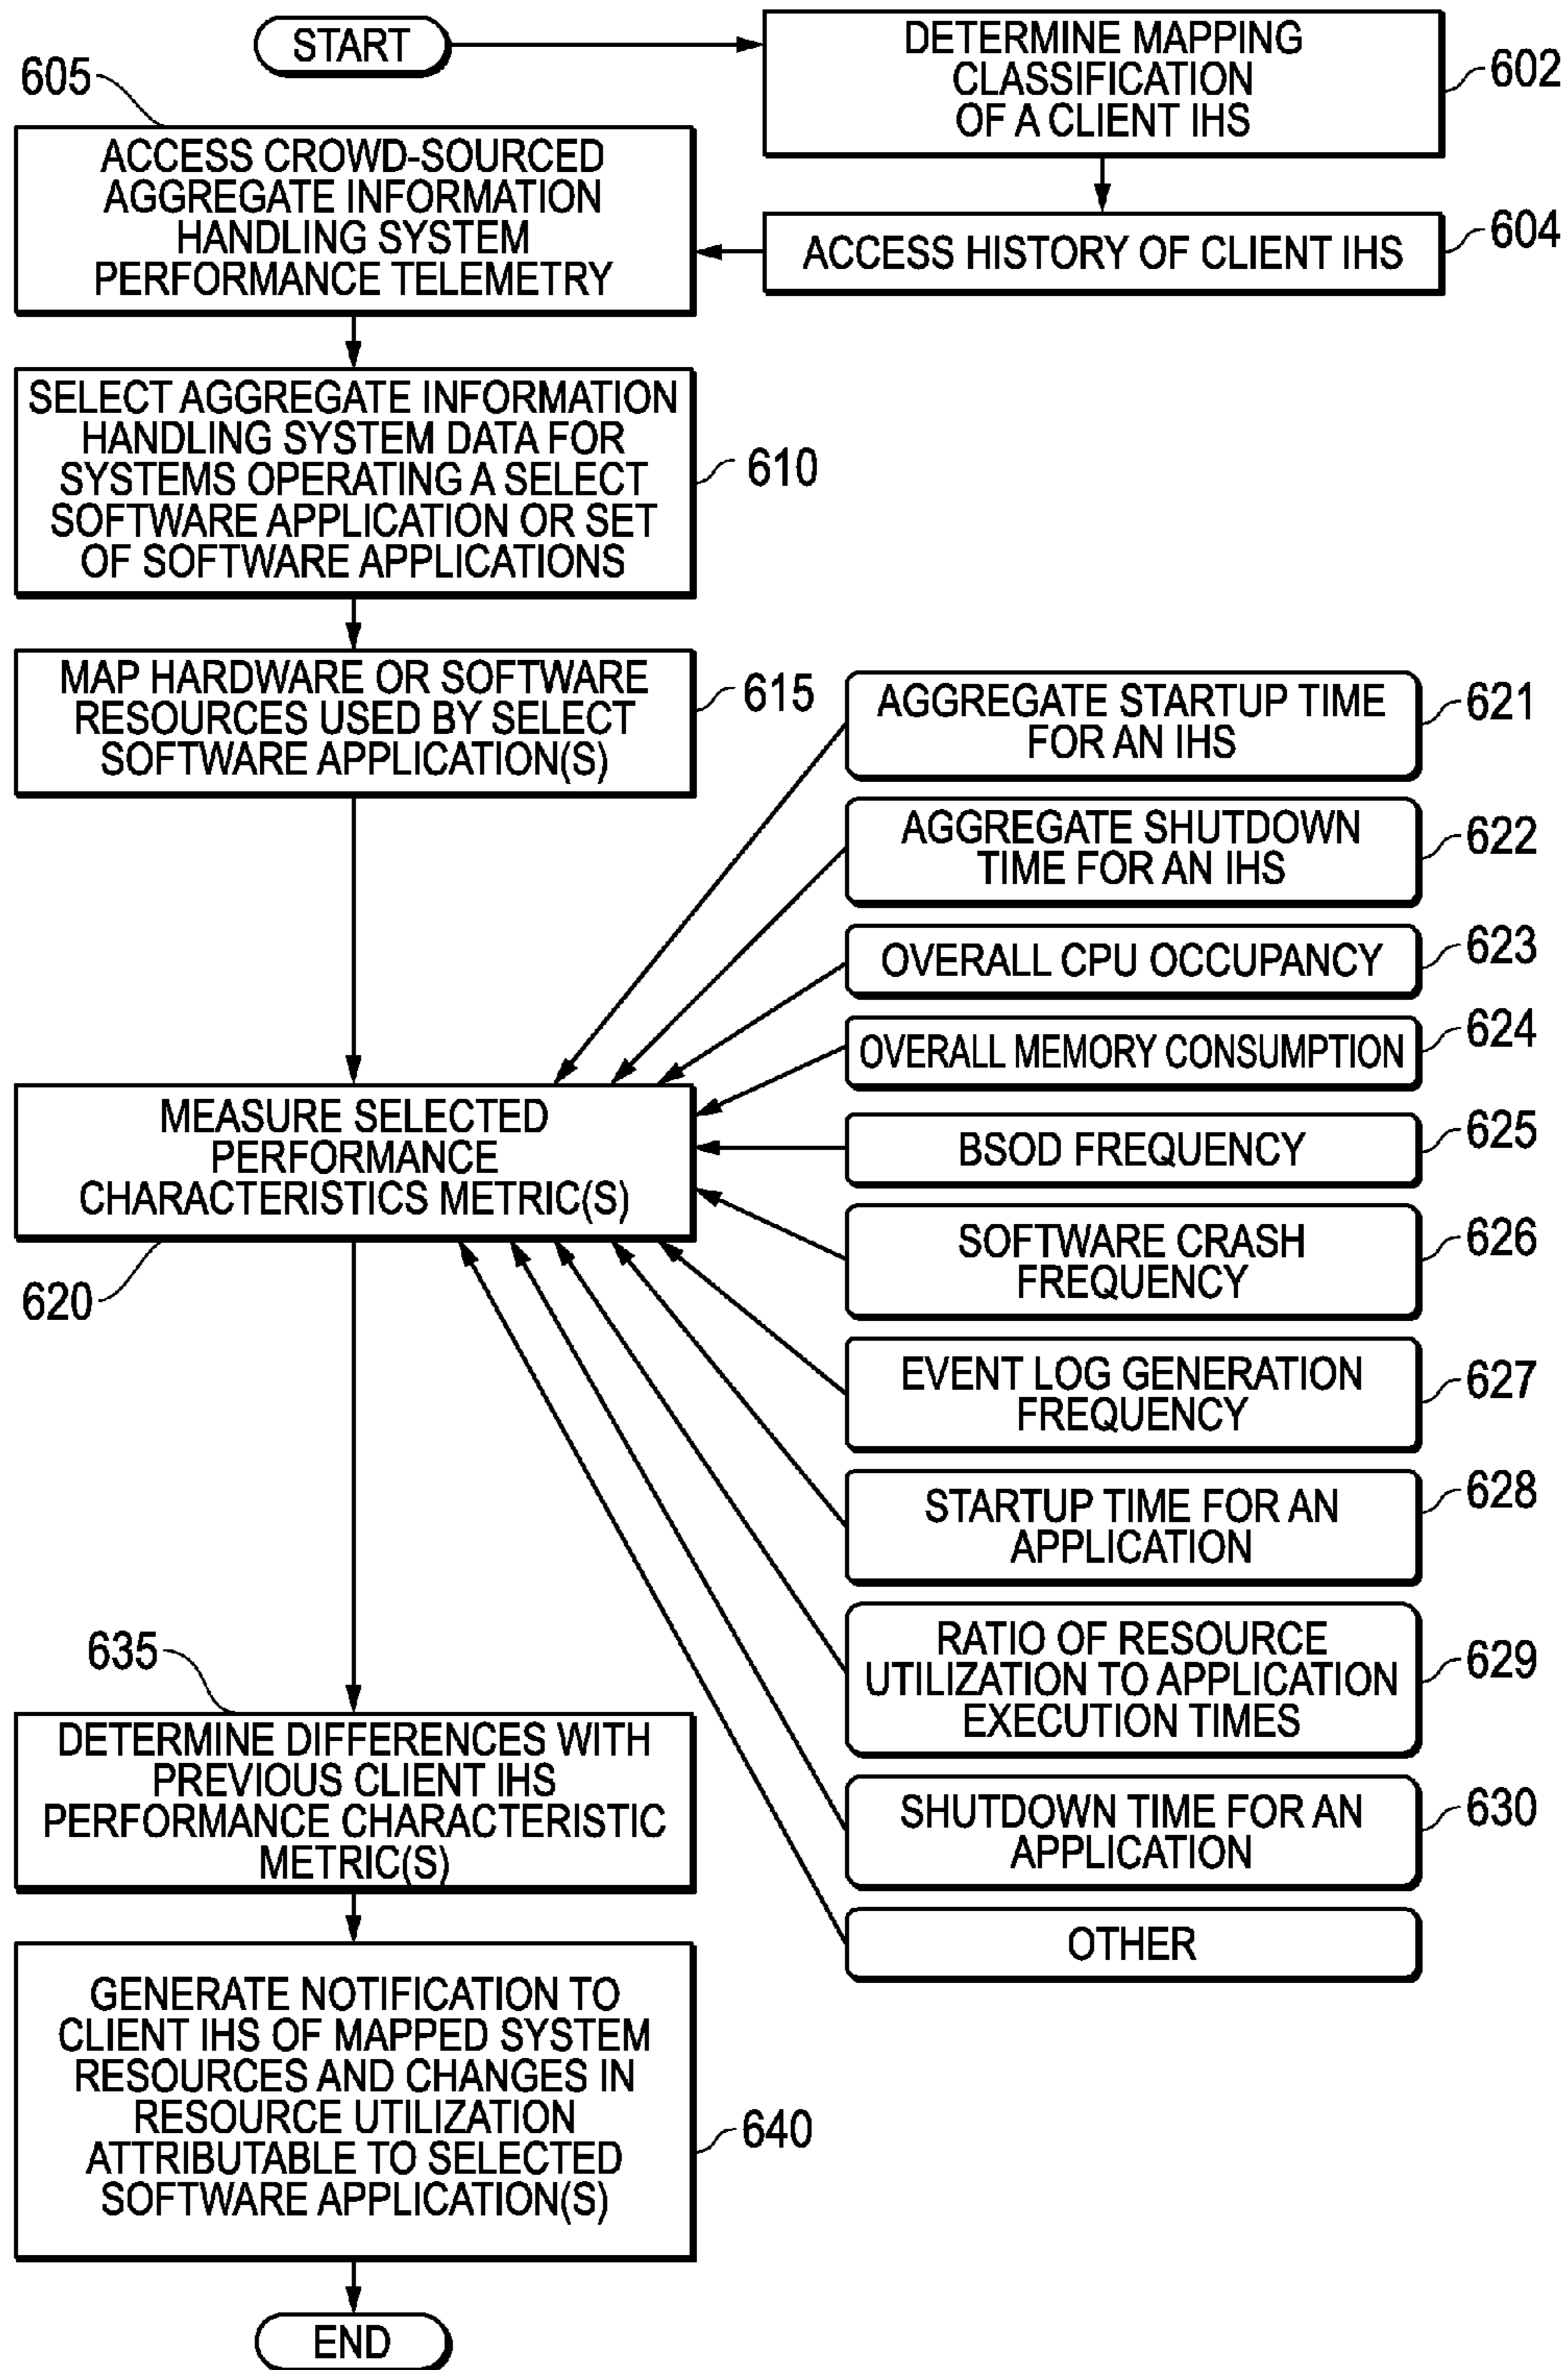 START
DETERMINE MAPPING
CLASSIFICATION
OF A CLIENT IHS
602
605
ACCESS CROWD-SOURCED
AGGREGATE INFORMATION
HANDLING SYSTEM
PERFORMANCE TELEMETRY
ACCESS HISTORY OF CLIENT IHS
604
SELECT AGGREGATE INFORMATION
HANDLING SYSTEM DATA FOR
SYSTEMS OPERATING A SELECT
SOFTWARE APPLICATION OR SET
OF SOFTWARE APPLICATIONS
610
MAP HARDWARE OR SOFTWARE
RESOURCES USED BY SELECT
SOFTWARE APPLICATION(S)
615
AGGREGATE STARTUP TIME
FOR AN IHS
621
AGGREGATE SHUTDOWN
TIME FOR AN IHS
622
OVERALL CPU OCCUPANCY
623
OVERALL MEMORY CONSUMPTION
624
MEASURE SELECTED
PERFORMANCE
CHARACTERISTICS METRIC(S)
620
BSOD FREQUENCY
625
SOFTWARE CRASH
FREQUENCY
626
EVENT LOG GENERATION
FREQUENCY
627
STARTUP TIME FOR AN
APPLICATION
628
RATIO OF RESOURCE
UTILIZATION TO APPLICATION
EXECUTION TIMES
629
SHUTDOWN TIME FOR AN
APPLICATION
630
OTHER
635
DETERMINE DIFFERENCES WITH
PREVIOUS CLIENT IHS
PERFORMANCE CHARACTERISTIC
METRIC(S)
GENERATE NOTIFICATION TO
CLIENT IHS OF MAPPED SYSTEM
RESOURCES AND CHANGES IN
RESOURCE UTILIZATION
ATTRIBUTABLE TO SELECTED
SOFTWARE APPLICATION(S)
640
END